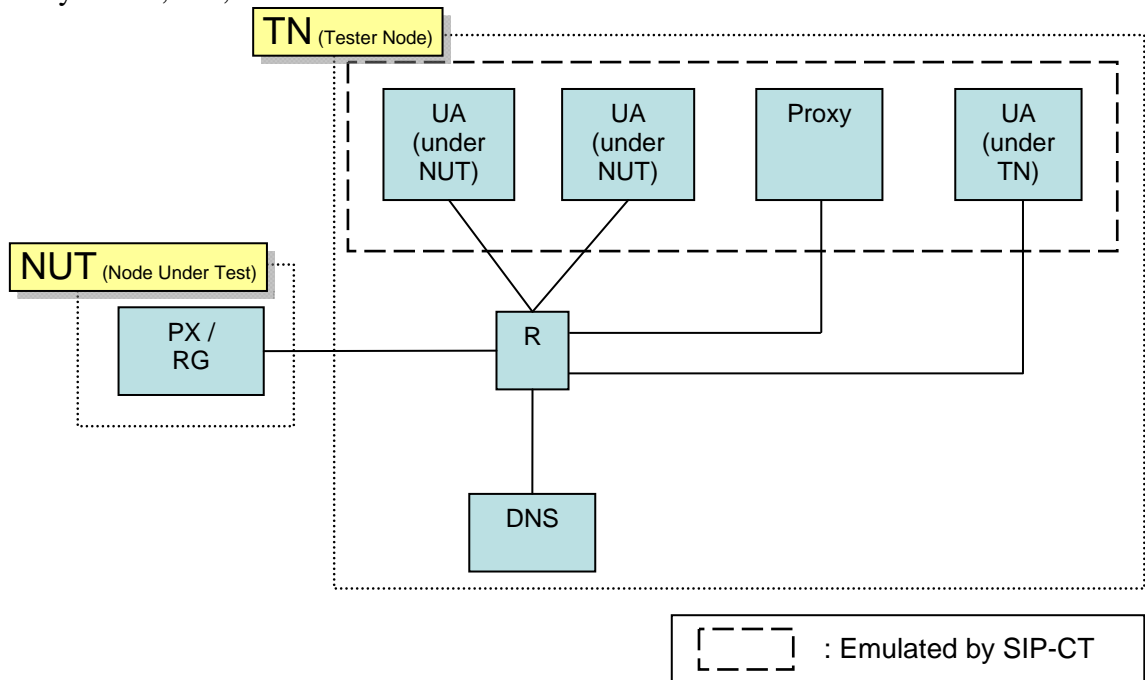 TN (Tester Node)
UA
(under
NUT)
UA
(under
NUT)
Proxy
UA
(under
TN)
NUT (Node Under Test)
PX /
RG
R
DNS
: Emulated by SIP-CT